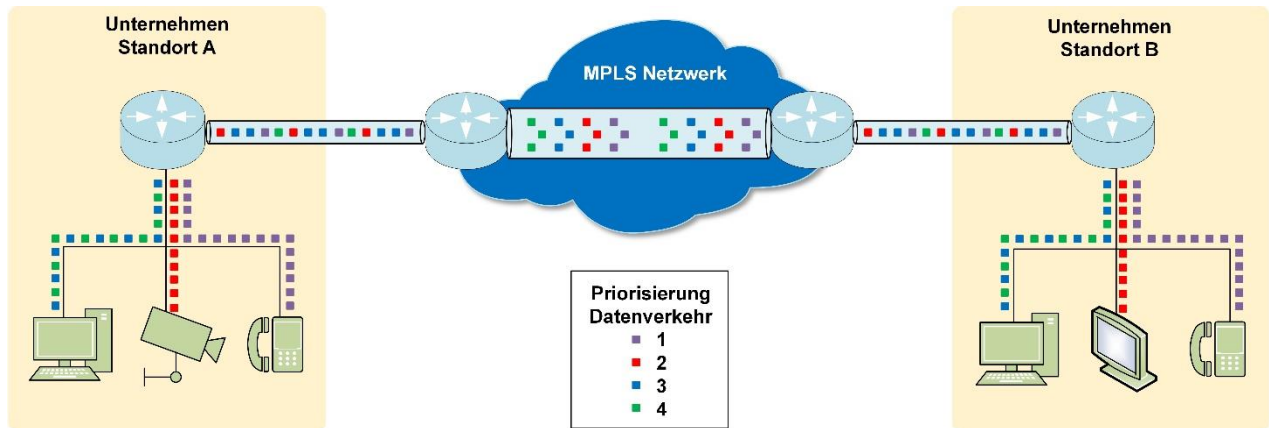 Unternehmen
Standort A
MPLS Netzwerk
Unternehmen
Standort B
Priorisierung
Datenverkehr
1
2
3
4